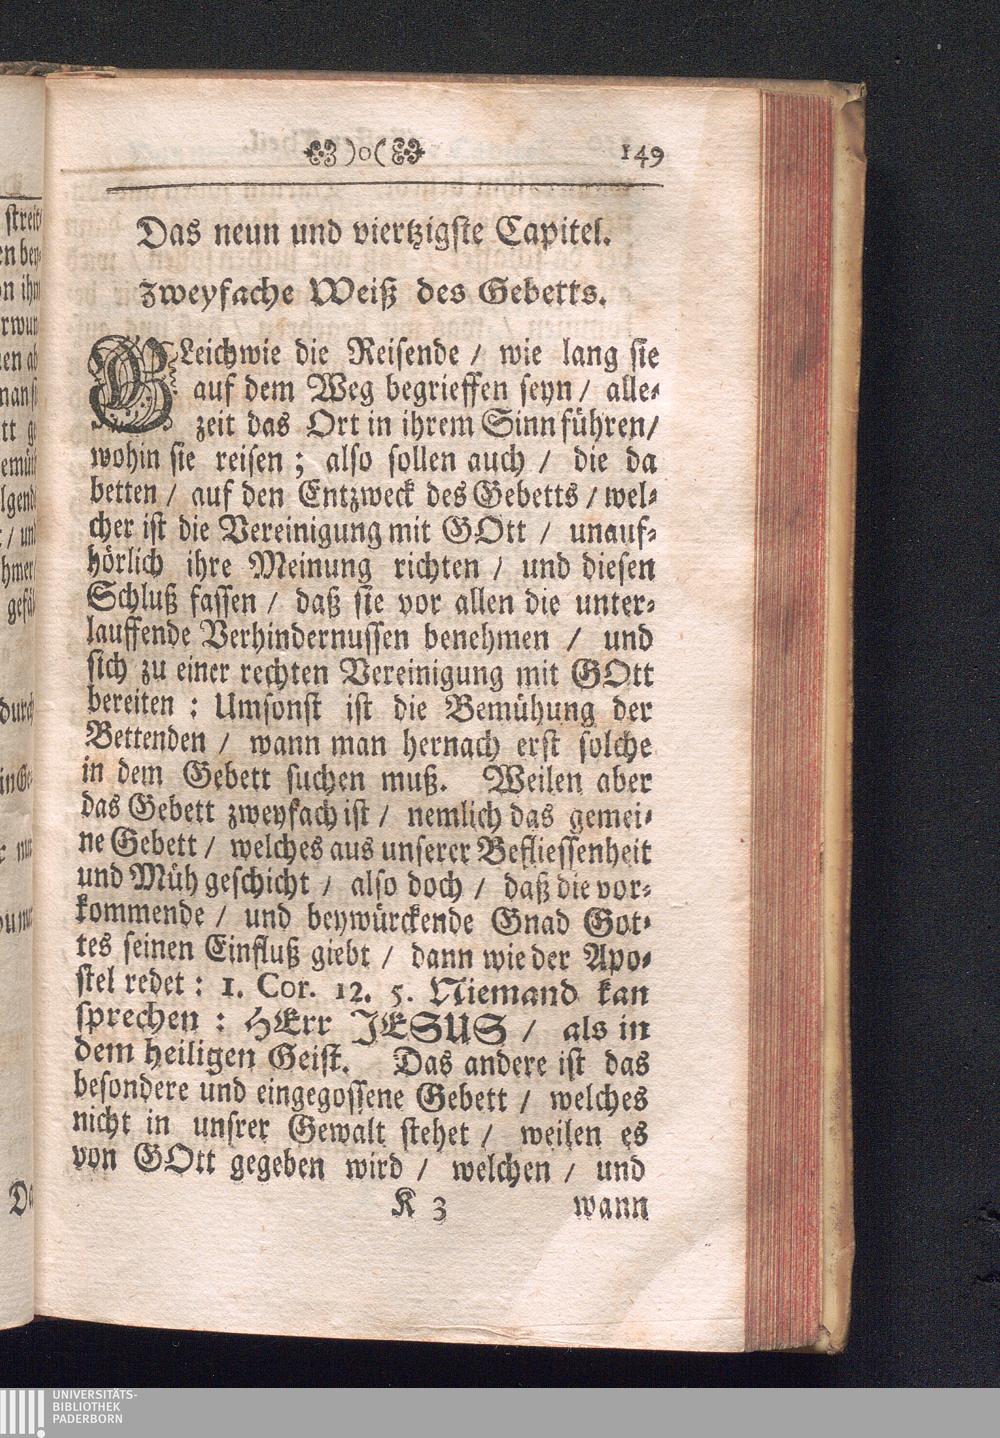 )o( 149
Das neun und viertzigste Capitel.
Zweyfache Weiß des Gebetts.
GLeichwie die Reisende / wie lang sie
auf dem Weg begrieffen seyn / alle-
zeit das Ort in ihrem Sinn führen /
wohin sie reisen ; also sollen auch / die da
betten / auf den Entzweck des Gebetts / wel-
cher ist die Vereinigung mit GOtt / unauf-
hörlich ihre Meinung richten / und diesen
Schluß fassen / daß sie vor allen die unter-
lauffende Verhindernussen benehmen / und
sich zu einer rechten Vereinigung mit GOtt
bereiten : Umsonst ist die Bemühung der
Bettenden / wann man hernach erst solche
in dem Gebett suchen muß. Weilen aber
das Gebett zweyfach ist / nemlich das gemei-
ne Gebett / welches aus unserer Befliessenheit
und Müh geschicht / also doch / daß die vor-
kommende / und beywürckende Gnad Got-
tes seinen Einfluß giebt / dann wie der Apo-
stel redet : 1. Cor. 12. 5. Niemand kan
sprechen : HErr JESUS / als in
dem heiligen Geist. Das andere ist das
besondere und eingegossene Gebett / welches
nicht in unsrer Gewalt stehet / weilen es
von GOtt gegeben wird / welchen / und
K 3 wann
UNIVERSITÄTS-
BIBLIOTHEK
PADERBORN